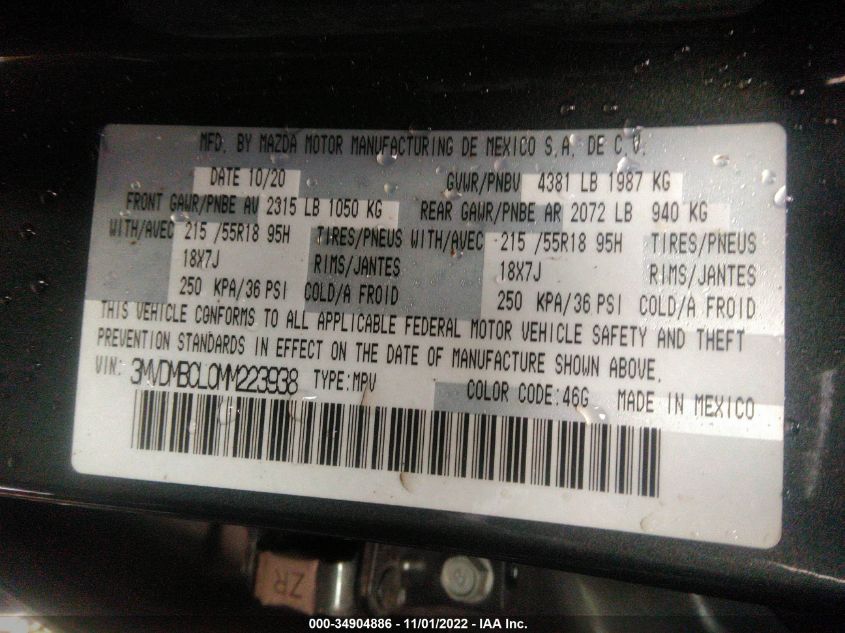 MFD. BY MAZDA MOTOR MANUFACTURING DE MEXICO S.A. DE C.V.
DATE 10/20 GVWR/PNBV 4381 LB 1987 KG
FRONT GAWR/PNBE AV 2315 LB 1050 KG REAR GAWR/PNBE AR 2072 LB 940 KG
WITH/AVEC 215 /55R18 95H TIRES/PNEUS WITH/AVEC 215 /55R18 95H TIRES/PNEUS
18X7J RIMS/JANTES 18X7J RIMS/JANTES
250 KPA/36 PSI COLD/A FROID 250 KPA/36 PSI COLD/A FROID
THIS VEHICLE CONFORMS TO ALL APPLICABLE FEDERAL MOTOR VEHICLE SAFETY AND THEFT
PREVENTION STANDARDS IN EFFECT ON THE DATE OF MANUFACTURE SHOWN ABOVE.
VIN: 3MVDMBCL0MM223938 TYPE:MPV COLOR CODE:46G MADE IN MEXICO
ZR
000-34904886 - 11/01/2022 - IAA Inc.